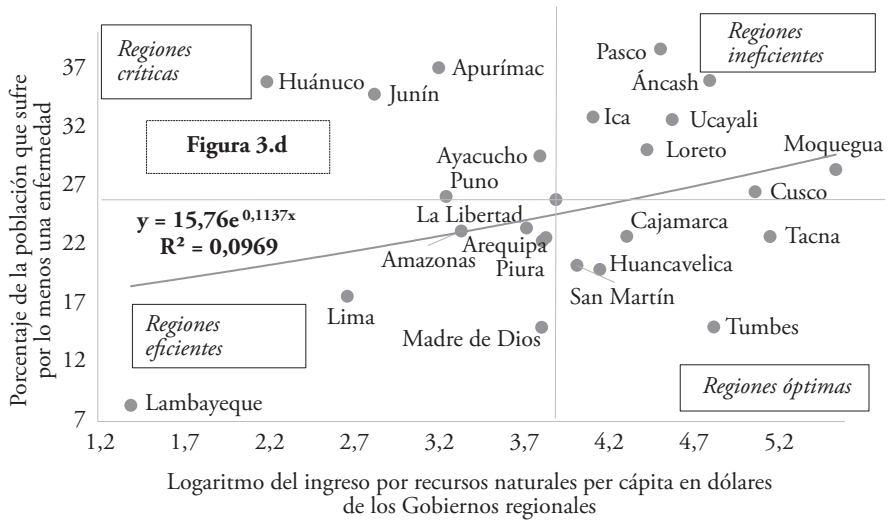 Porcentaje de la población que sufre
por lo menos una enfermedad
37
32
27
22
17
12
7
Regiones
críticas
Regiones
ineficientes
Pasco
Áncash
Huánuco
Junín
Apurímac
Ica
Ucayali
Loreto
Moquegua
Figura 3.d
Ayacucho
Puno
Cusco
y = 15,76e^0,1137x
R² = 0,0969
La Libertad
Amazonas
Arequipa
Piura
Cajamarca
Tacna
Huancavelica
San Martín
Lima
Madre de Dios
Tumbes
Regiones
eficientes
Regiones óptimas
Lambayeque
1,2 1,7 2,2 2,7 3,2 3,7 4,2 4,7 5,2
Logaritmo del ingreso por recursos naturales per cápita en dólares
de los Gobiernos regionales